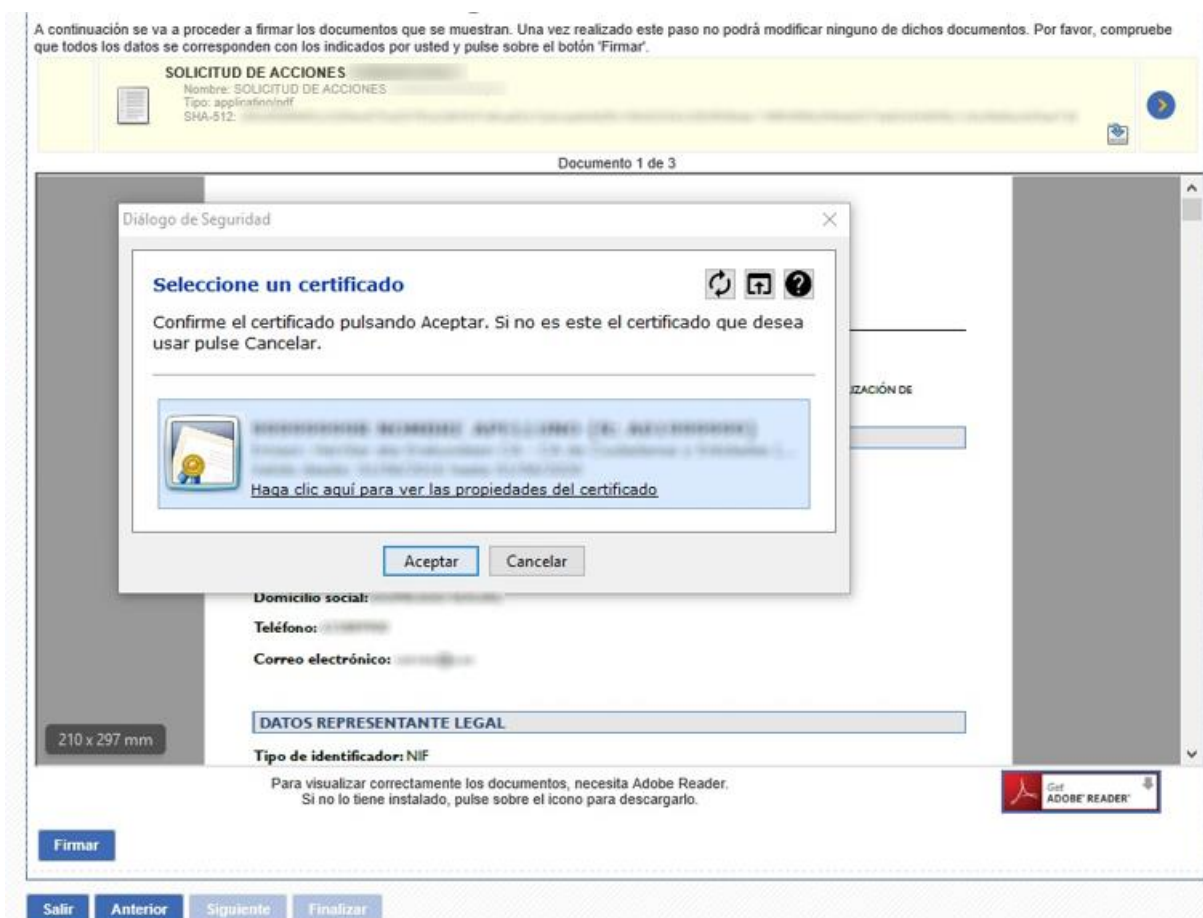 A continuación se va a proceder a firmar los documentos que se muestran. Una vez realizado este paso no podrá modificar ninguno de dichos documentos. Por favor, compruebe
que todos los datos se corresponden con los indicados por usted y pulse sobre el botón 'Firmar'.
SOLICITUD DE ACCIONES
Nombre: SOLICITUD DE ACCIONES
Tipo: application/pdf
SHA-512:
Documento 1 de 3
Diálogo de Seguridad
Seleccione un certificado
Confirme el certificado pulsando Aceptar. Si no es este el certificado que desea
usar pulse Cancelar.
IZACIÓN DE
Haga clic aquí para ver las propiedades del certificado
Aceptar Cancelar
Domicilio social:
Teléfono:
Correo electrónico:
DATOS REPRESENTANTE LEGAL
210 x 297 mm
Tipo de identificador: NIF
Para visualizar correctamente los documentos, necesita Adobe Reader.
Si no lo tiene instalado, pulse sobre el icono para descargarlo.
Get
ADOBE® READER®
Firmar
Salir Anterior Siguiente Finalizar